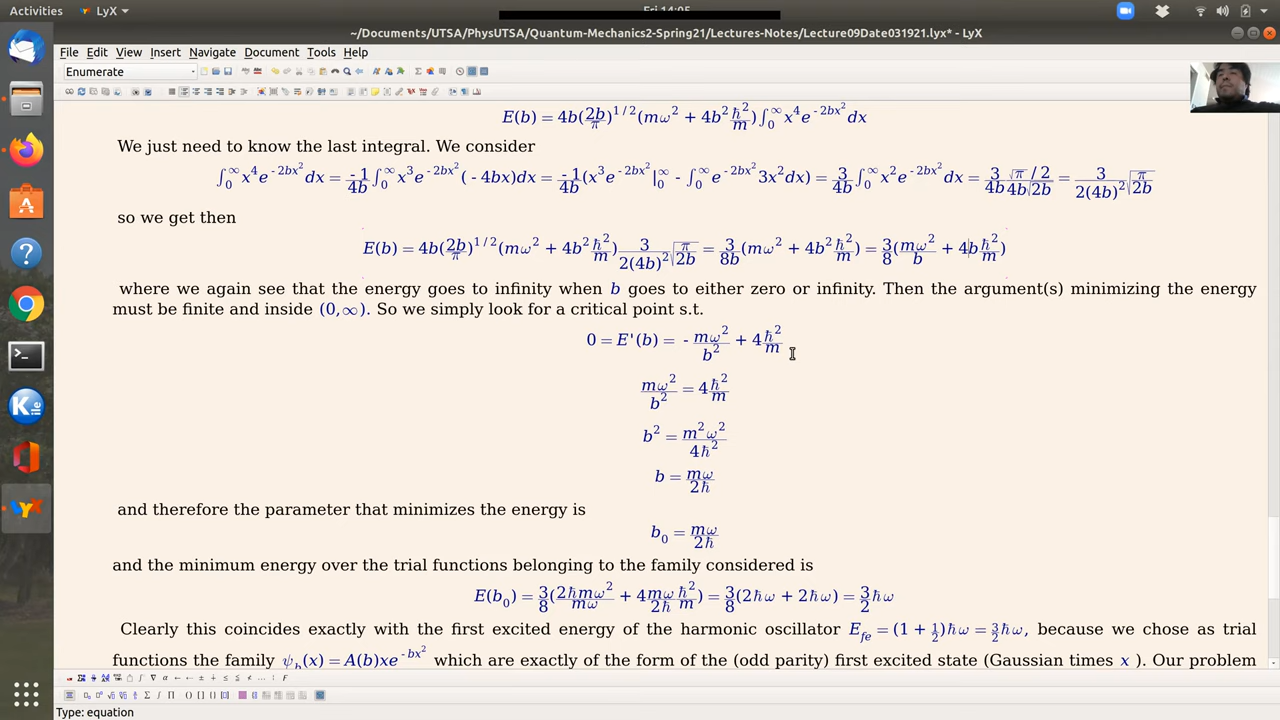 Activities LyX ▾ Fri 14:05
~/Documents/UTSA/PhysUTSA/Quantum-Mechanics2-Spring21/Lectures-Notes/Lecture09Date031921.lyx* - LyX
File Edit View Insert Navigate Document Tools Help
Enumerate
E(b) = 4b(2b/π)^1/2(mω^2 + 4b^2 ħ^2/m)∫_0^∞ x^4 e^-2bx^2 dx
We just need to know the last integral. We consider
∫_0^∞ x^4 e^-2bx^2 dx = -1/4b ∫_0^∞ x^3 e^-2bx^2 (-4bx)dx = -1/4b (x^3 e^-2bx^2 |_0^∞ - ∫_0^∞ e^-2bx^2 3x^2 dx) = 3/4b ∫_0^∞ x^2 e^-2bx^2 dx = 3/4b √π/2 / 4b√2b = 3/2(4b)^2 √π/2b
so we get then
E(b) = 4b(2b/π)^1/2(mω^2 + 4b^2 ħ^2/m) 3/2(4b)^2 √π/2b = 3/8b (mω^2 + 4b^2 ħ^2/m) = 3/8 (mω^2/b + 4b ħ^2/m)
where we again see that the energy goes to infinity when b goes to either zero or infinity. Then the argument(s) minimizing the energy
must be finite and inside (0,∞). So we simply look for a critical point s.t.
0 = E'(b) = - mω^2/b^2 + 4 ħ^2/m
mω^2/b^2 = 4 ħ^2/m
b^2 = m^2ω^2/4ħ^2
b = mω/2ħ
and therefore the parameter that minimizes the energy is
b_0 = mω/2ħ
and the minimum energy over the trial functions belonging to the family considered is
E(b_0) = 3/8 (2ħmω^2/mω + 4 mω/2ħ ħ^2/m) = 3/8 (2ħω + 2ħω) = 3/2 ħω
Clearly this coincides exactly with the first excited energy of the harmonic oscillator E_fe = (1 + 1/2)ħω = 3/2 ħω, because we chose as trial
functions the family ψ_b(x) = A(b)xe^-bx^2 which are exactly of the form of the (odd parity) first excited state (Gaussian times x ). Our problem
Type: equation